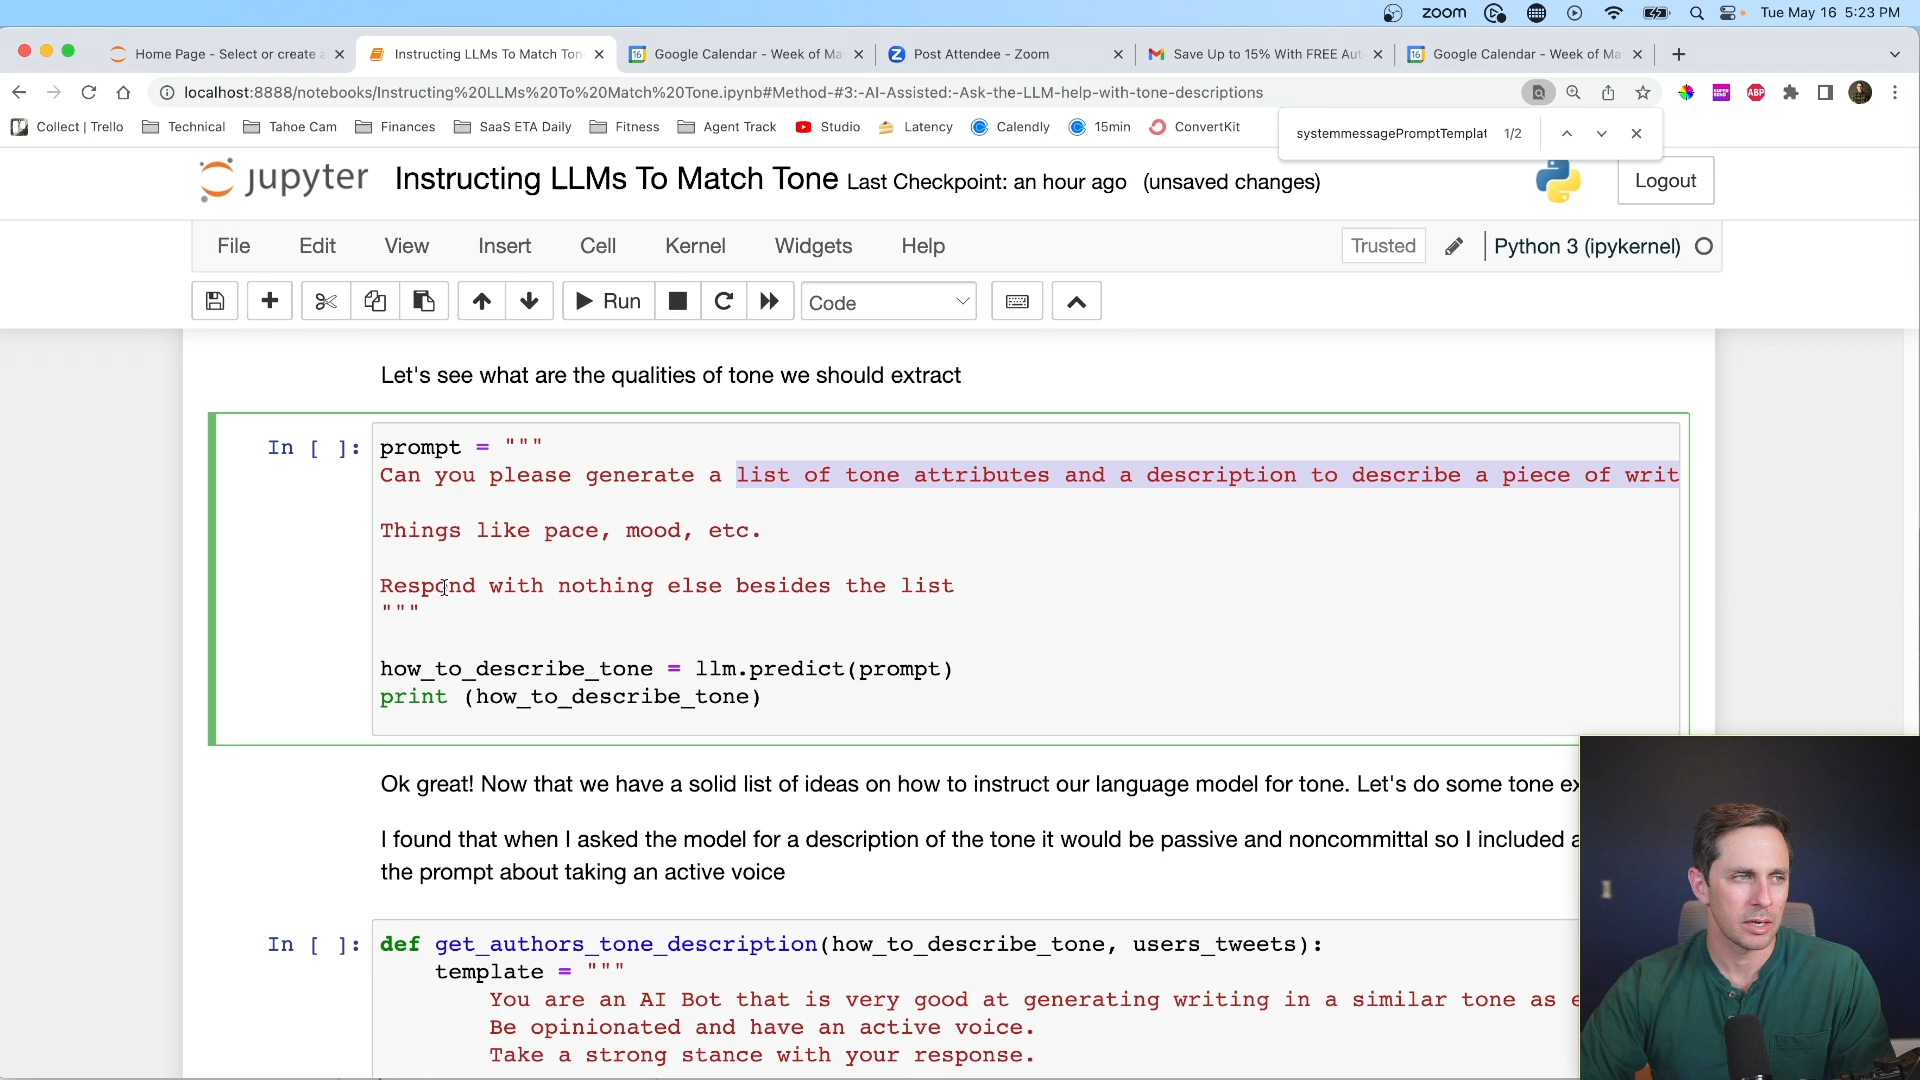 zoom
Tue May 16 5:23 PM
Home Page - Select or create a
Instructing LLMs To Match Ton
Google Calendar - Week of Ma
Post Attendee - Zoom
Save Up to 15% With FREE Aut
Google Calendar - Week of Ma
localhost:8888/notebooks/Instructing%20LLMs%20To%20Match%20Tone.ipynb#Method-#3:-AI-Assisted:-Ask-the-LLM-help-with-tone-descriptions
Collect | Trello
Technical
Tahoe Cam
Finances
SaaS ETA Daily
Fitness
Agent Track
Studio
Latency
Calendly
15min
ConvertKit
systemmessagePromptTemplat 1/2
jupyter Instructing LLMs To Match Tone Last Checkpoint: an hour ago (unsaved changes)
Logout
File Edit View Insert Cell Kernel Widgets Help
Trusted
Python 3 (ipykernel)
Run
Code
Let's see what are the qualities of tone we should extract
In [ ]: prompt = """
Can you please generate a list of tone attributes and a description to describe a piece of writ
Things like pace, mood, etc.
Respond with nothing else besides the list
"""
how_to_describe_tone = llm.predict(prompt)
print (how_to_describe_tone)
Ok great! Now that we have a solid list of ideas on how to instruct our language model for tone. Let's do some tone ex
I found that when I asked the model for a description of the tone it would be passive and noncommittal so I included a
the prompt about taking an active voice
In [ ]: def get_authors_tone_description(how_to_describe_tone, users_tweets):
template = """
You are an AI Bot that is very good at generating writing in a similar tone as
Be opinionated and have an active voice.
Take a strong stance with your response.